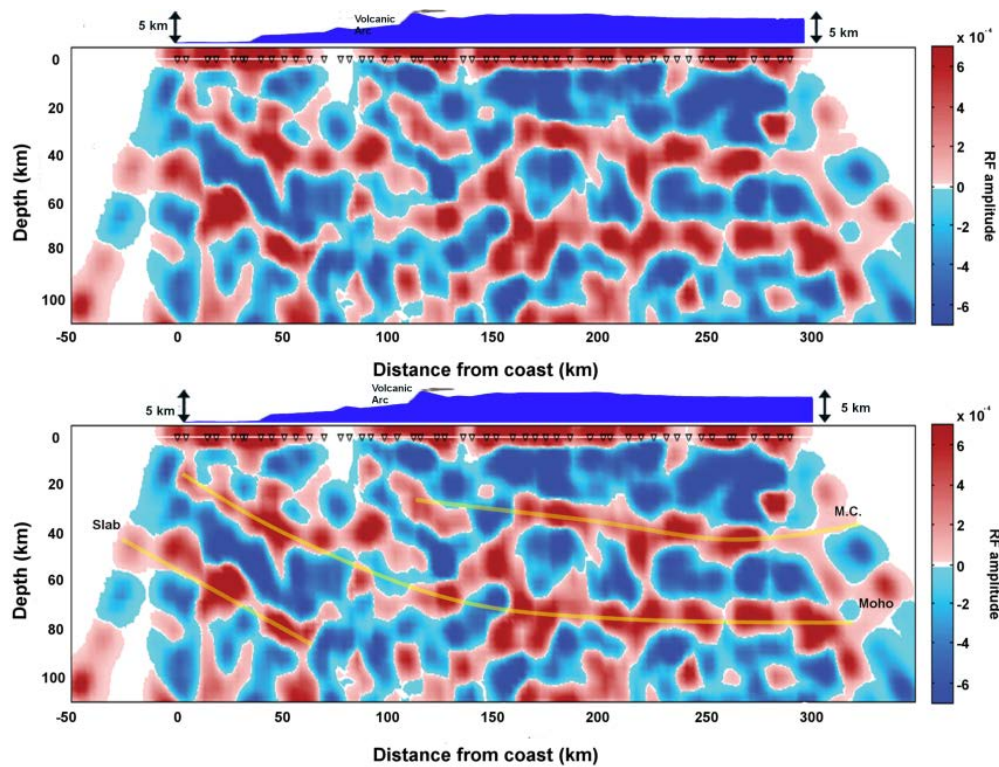 Volcanic
Arc
5 km
5 km
x 10⁻⁴
0
20
40
60
80
100
Depth (km)
6
4
2
0
-2
-4
-6
RF amplitude
-50
0
50
100
150
200
250
300
Distance from coast (km)
Volcanic
Arc
5 km
5 km
x 10⁻⁴
0
20
40
60
80
100
Depth (km)
Slab
M.C.
Moho
6
4
2
0
-2
-4
-6
RF amplitude
-50
0
50
100
150
200
250
300
Distance from coast (km)